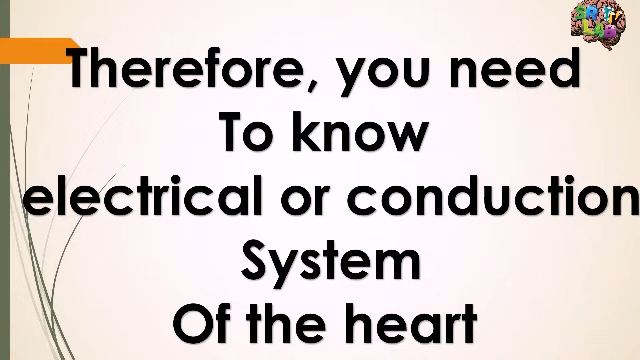 Therefore, you need
To know
electrical or conduction
System
Of the heart